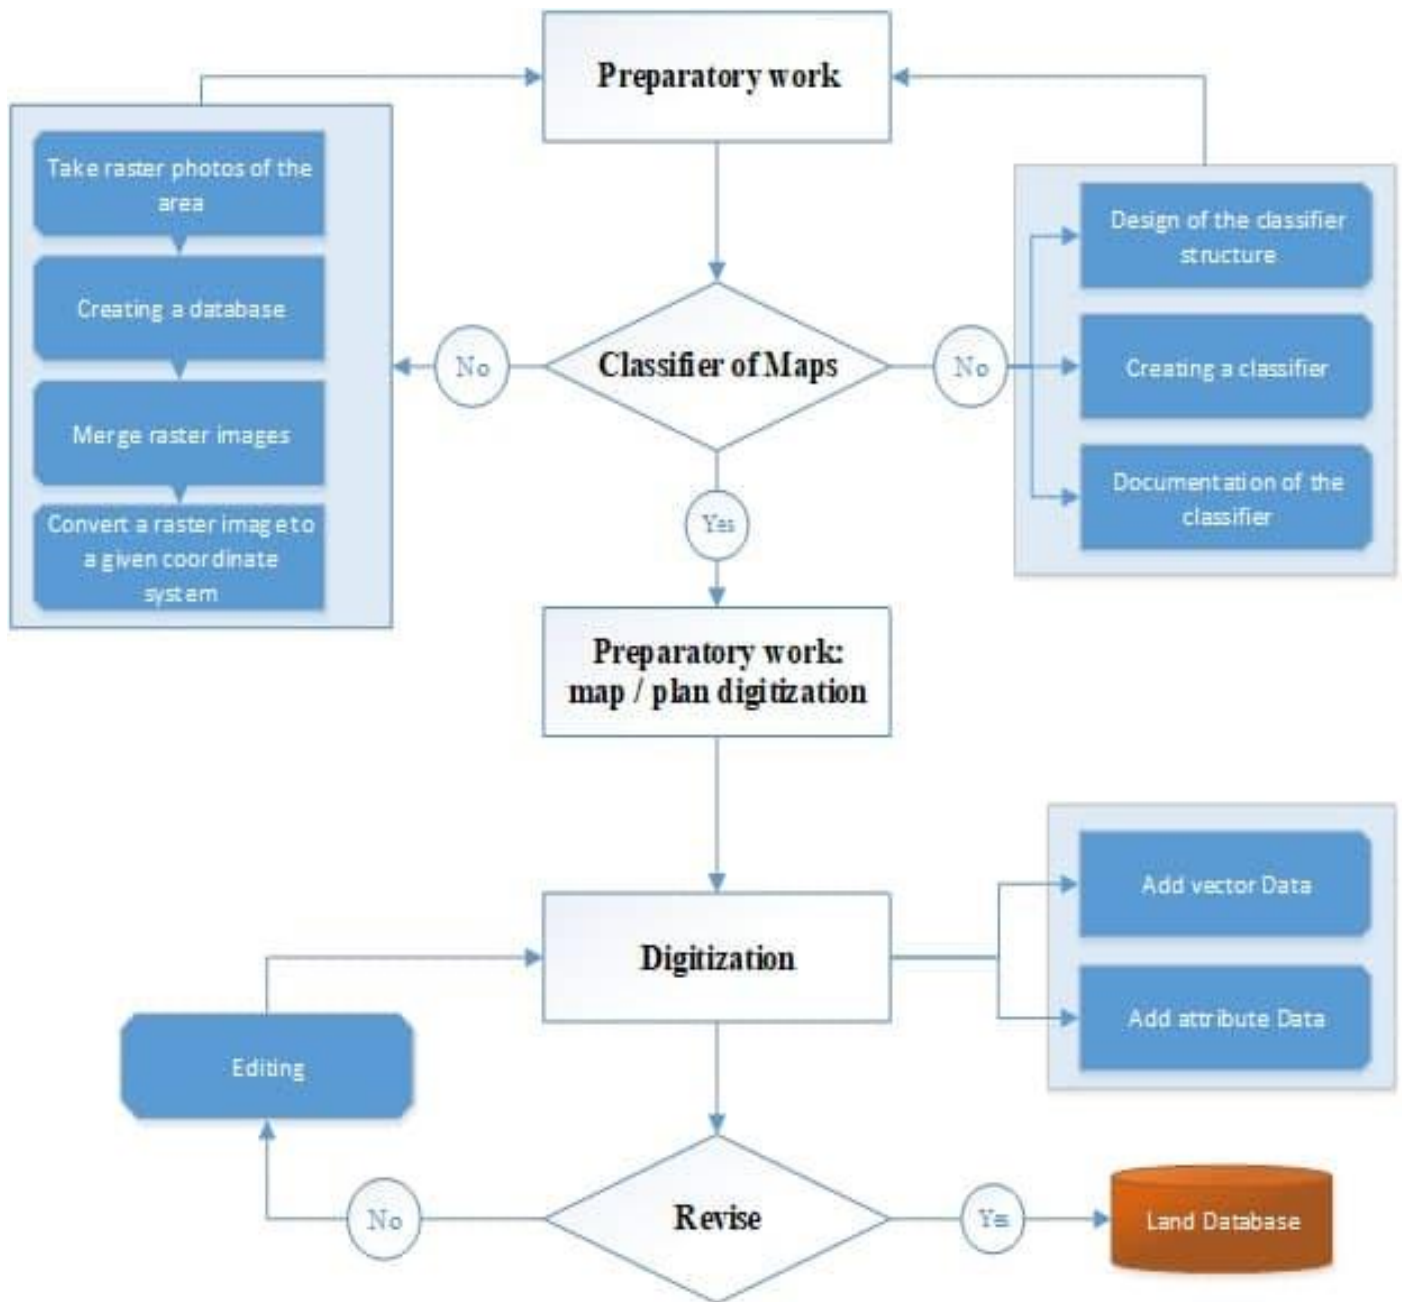 Preparatory work
Take raster photos of the
area
Creating a database
Merge raster images
Convert a raster image to
a given coordinate
system
No
Classifier of Maps
No
Design of the classifier
structure
Creating a classifier
Documentation of the
classifier
Yes
Preparatory work:
map / plan digitization
Digitization
Add vector Data
Add attribute Data
Editing
No
Revise
Yes
Land Database